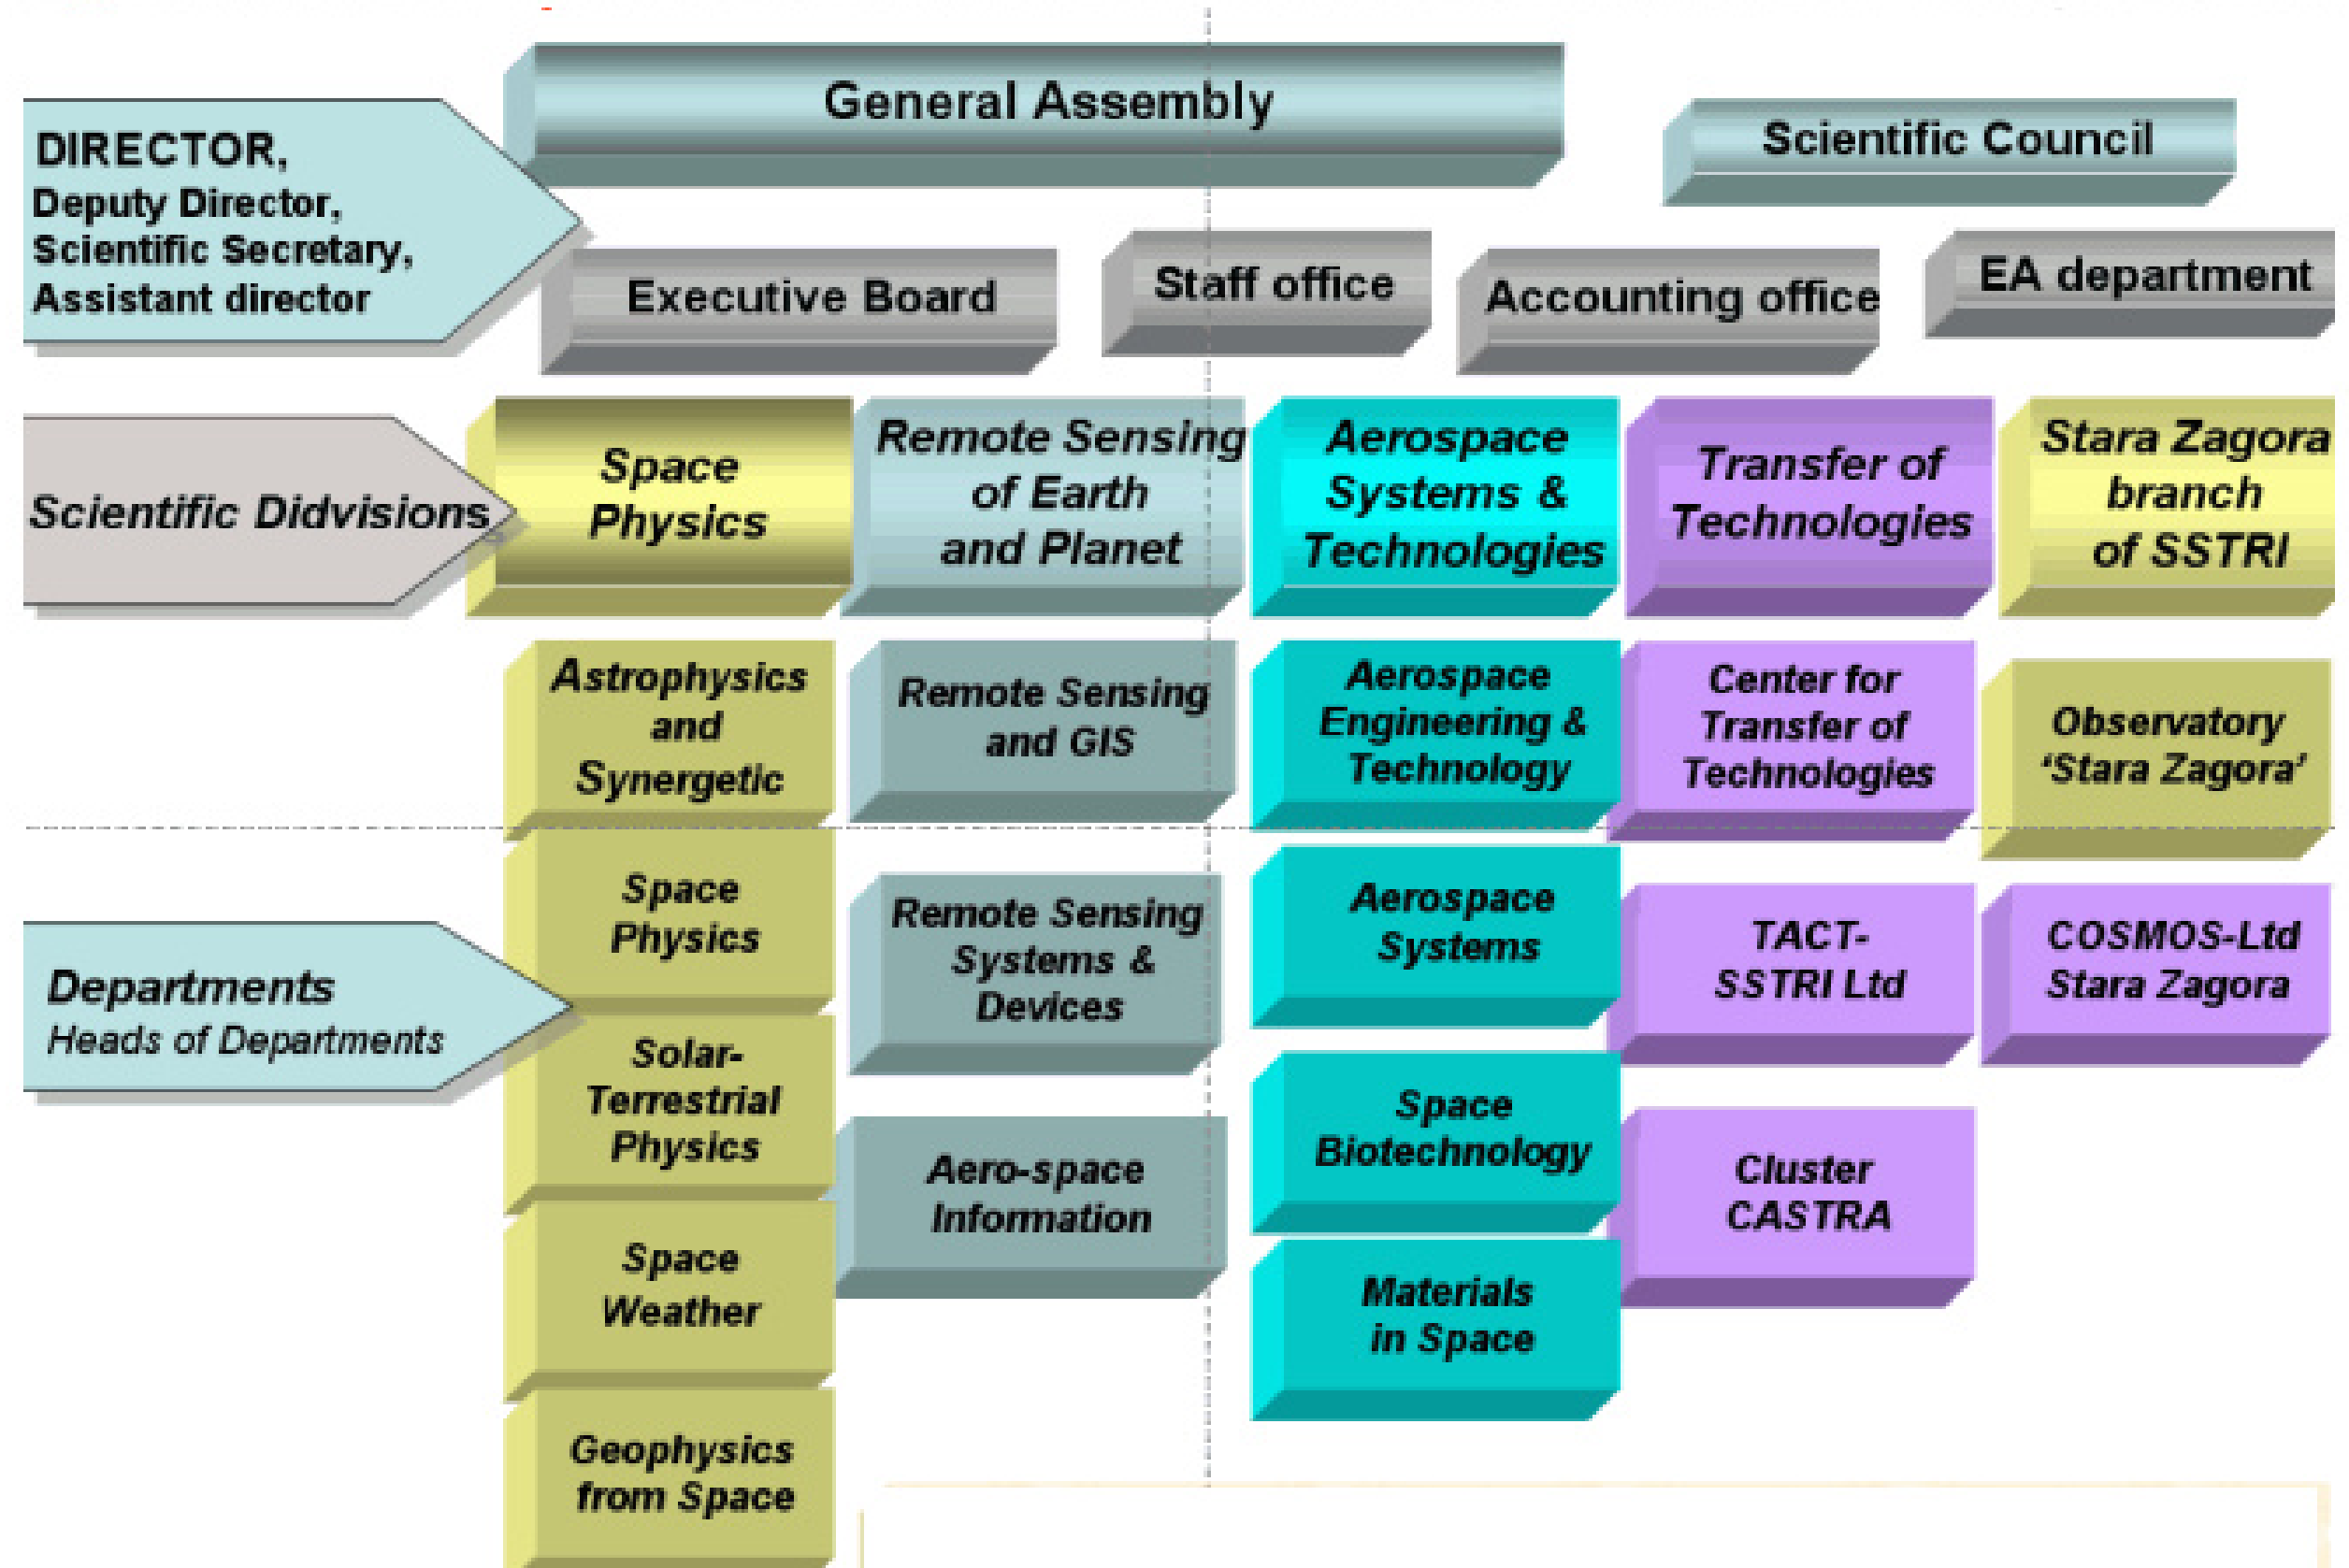 General Assembly
Scientific Council
DIRECTOR,
Deputy Director,
Scientific Secretary,
Assistant director
Executive Board
Staff office
Accounting office
EA department
Scientific Didvisions
Space
Physics
Remote Sensing
of Earth
and Planet
Aerospace
Systems &
Technologies
Transfer of
Technologies
Stara Zagora
branch
of SSTRI
Departments
Heads of Departments
Astrophysics
and
Synergetic
Space
Physics
Solar-
Terrestrial
Physics
Space
Weather
Geophysics
from Space
Remote Sensing
and GIS
Remote Sensing
Systems &
Devices
Aero-space
Information
Aerospace
Engineering &
Technology
Aerospace
Systems
Space
Biotechnology
Materials
in Space
Center for
Transfer of
Technologies
TACT-
SSTRI Ltd
Cluster
CASTRA
Observatory
‘Stara Zagora’
COSMOS-Ltd
Stara Zagora